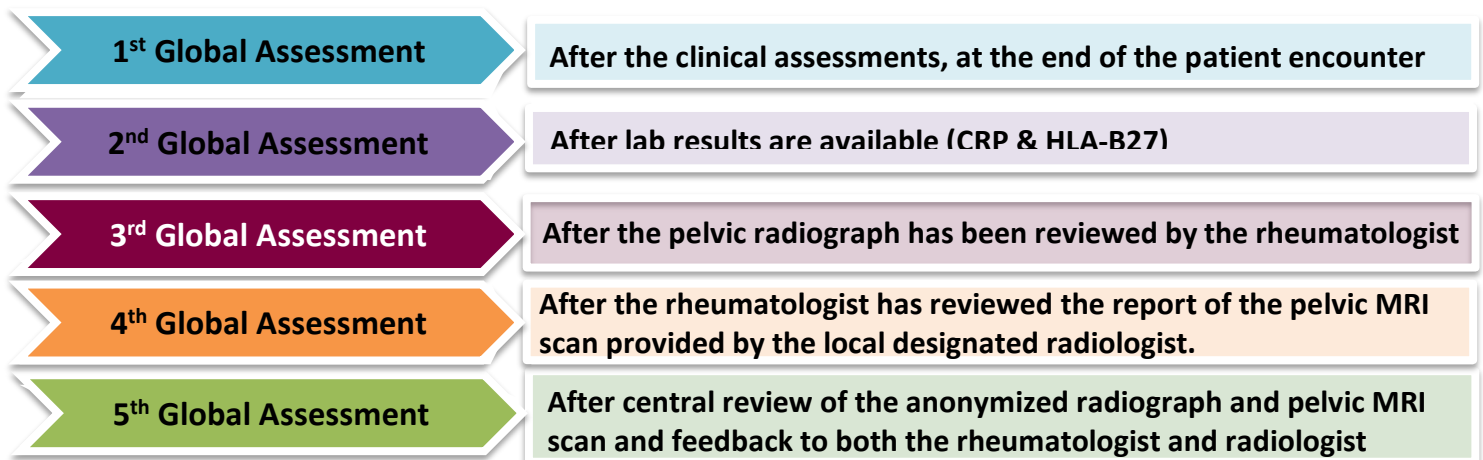 1st Global Assessment
After the clinical assessments, at the end of the patient encounter
2nd Global Assessment
After lab results are available (CRP & HLA-B27)
3rd Global Assessment
After the pelvic radiograph has been reviewed by the rheumatologist
4th Global Assessment
After the rheumatologist has reviewed the report of the pelvic MRI
scan provided by the local designated radiologist.
5th Global Assessment
After central review of the anonymized radiograph and pelvic MRI
scan and feedback to both the rheumatologist and radiologist